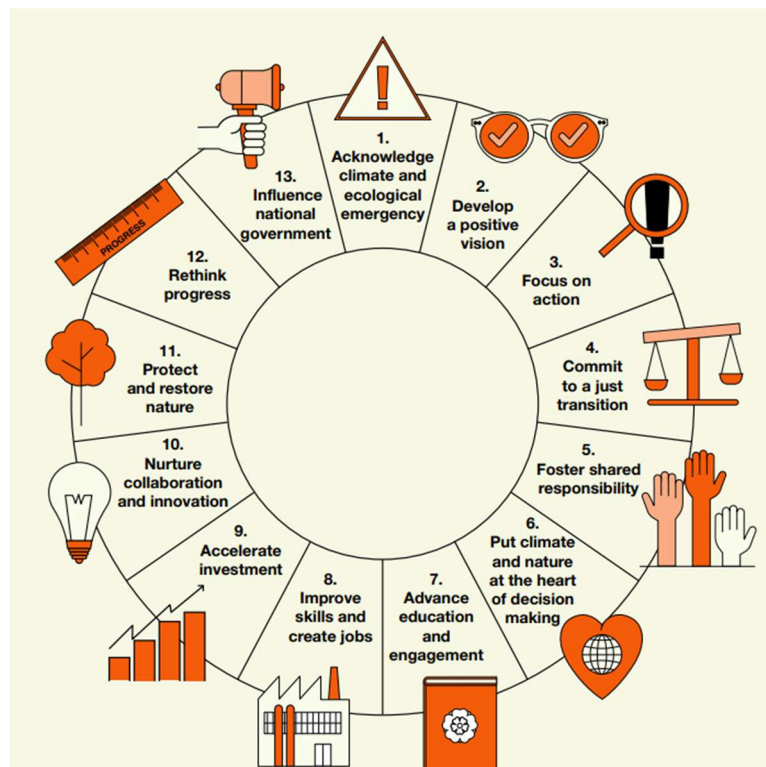 1.
Acknowledge
climate and
ecological
emergency
2.
Develop
a positive
vision
3.
Focus on
action
4.
Commit
to a just
transition
5.
Foster shared
responsibility
6.
Put climate
and nature
at the heart
of decision
making
7.
Advance
education
and
engagement
8.
Improve
skills and
create jobs
9.
Accelerate
investment
10.
Nurture
collaboration
and innovation
11.
Protect
and restore
nature
12.
Rethink
progress
PROGRESS
13.
Influence
national
government